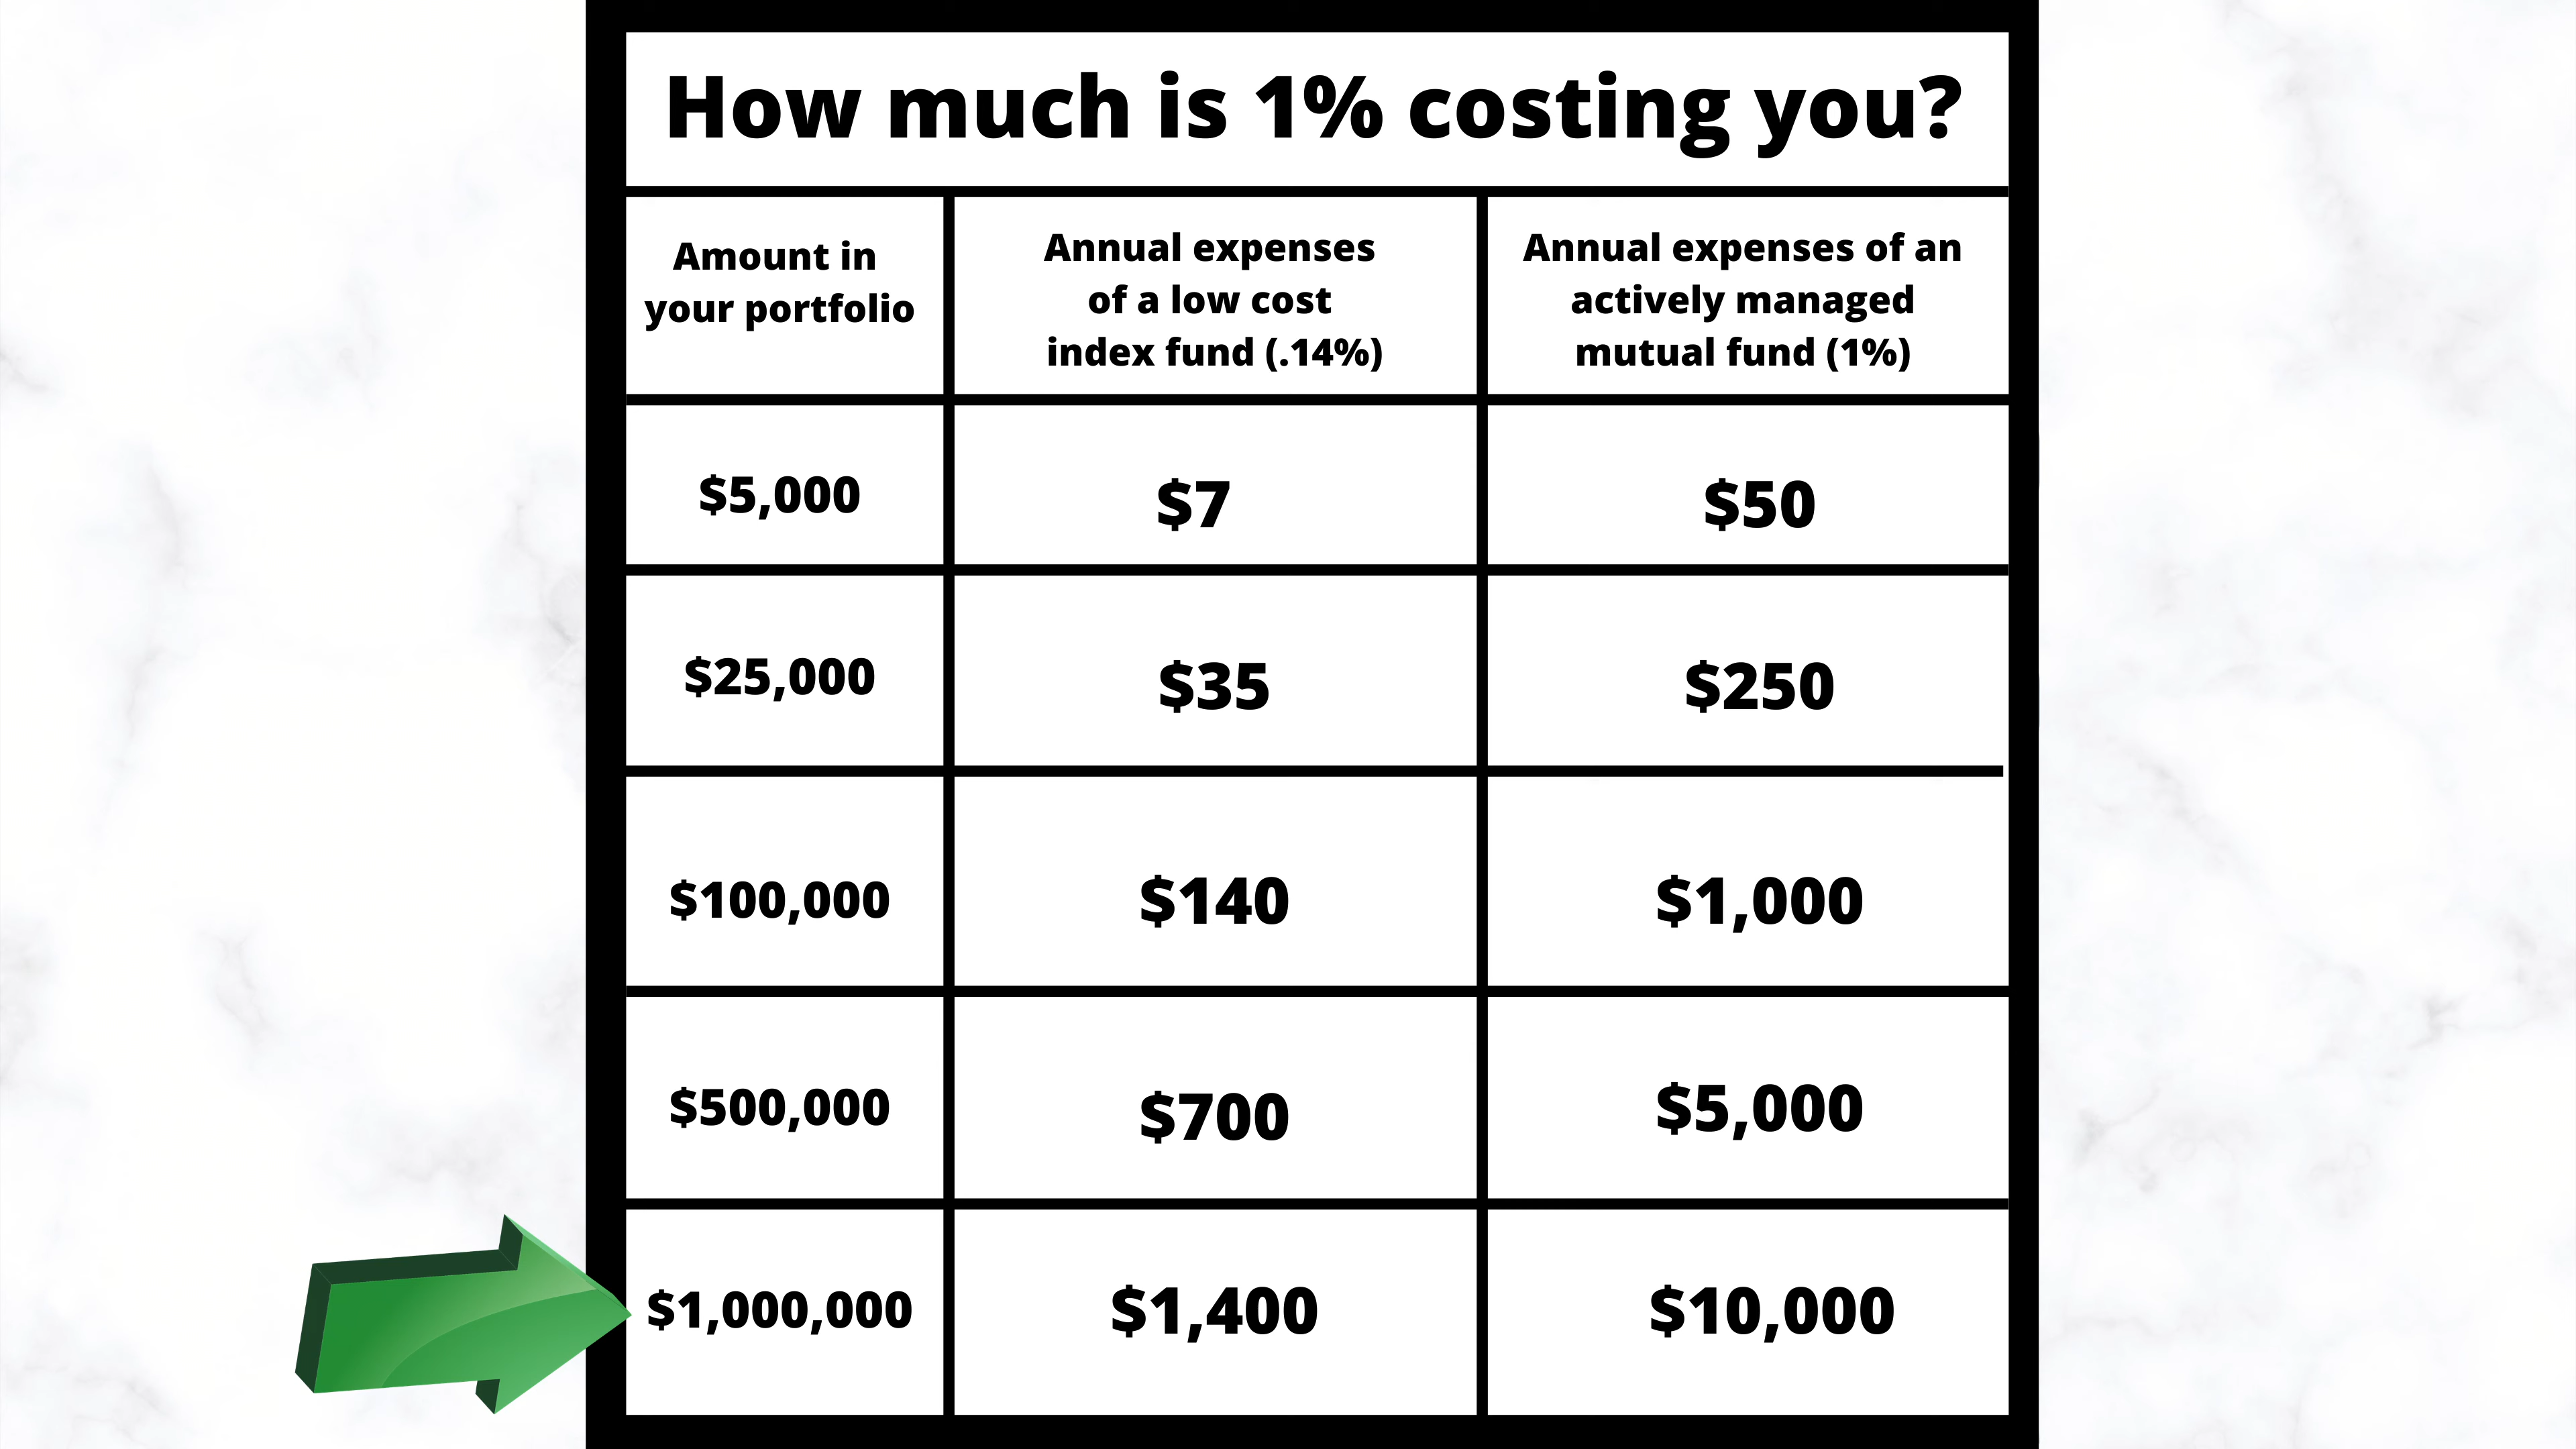 How much is 1% costing you?
Amount in
your portfolio
Annual expenses
of a low cost
index fund (.14%)
Annual expenses of an
actively managed
mutual fund (1%)
$5,000
$7
$50
$25,000
$35
$250
$100,000
$140
$1,000
$500,000
$700
$5,000
$1,000,000
$1,400
$10,000